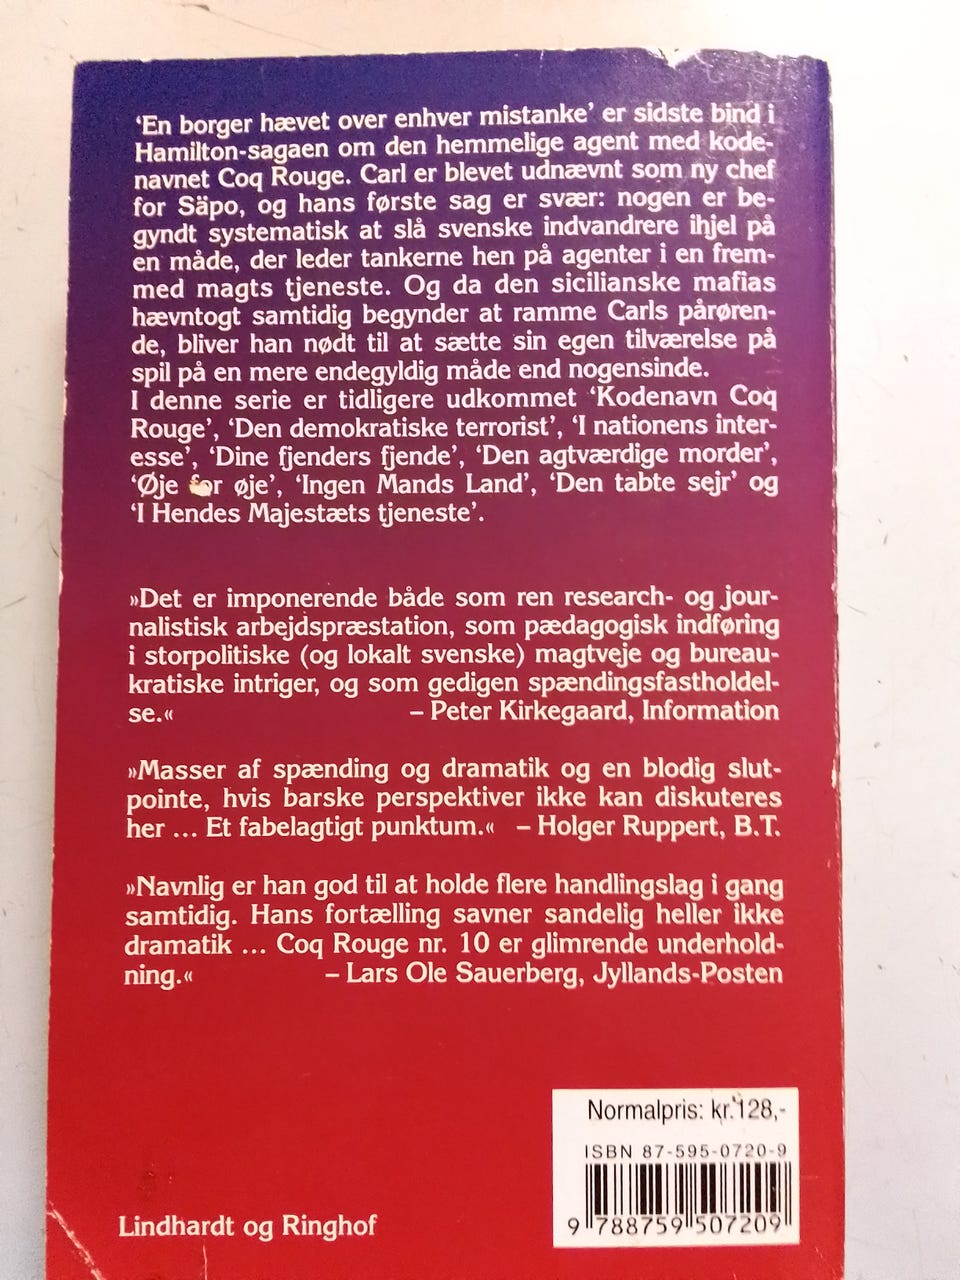 ‘En borger hævet over enhver mistanke’ er sidste bind i
Hamilton-sagaen om den hemmelige agent med kode-
navnet Coq Rouge. Carl er blevet udnævnt som ny chef
for Säpo, og hans første sag er svær: nogen er be-
gyndt systematisk at slå svenske indvandrere ihjel på
en måde, der leder tankerne hen på agenter i en frem-
med magts tjeneste. Og da den sicilianske mafias
hævntogt samtidig begynder at ramme Carls pårøren-
de, bliver han nødt til at sætte sin egen tilværelse på
spil på en mere endegyldig måde end nogensinde.
I denne serie er tidligere udkommet ‘Kodenavn Coq
Rouge’, ‘Den demokratiske terrorist’, ‘I nationens inter-
esse’, ‘Dine fjenders fjende’, ‘Den agtværdige morder’,
‘Øje for øje’, ‘Ingen Mands Land’, ‘Den tabte sejr’ og
‘I Hendes Majestæts tjeneste’.
»Det er imponerende både som ren research- og jour-
nalistisk arbejdspræstation, som pædagogisk indføring
i storpolitiske (og lokalt svenske) magtveje og bureau-
kratiske intriger, og som gedigen spændingsfastholdel-
se.« – Peter Kirkegaard, Information
»Masser af spænding og dramatik og en blodig slut-
pointe, hvis barske perspektiver ikke kan diskuteres
her ... Et fabelagtigt punktum.« – Holger Ruppert, B.T.
»Navnlig er han god til at holde flere handlingslag i gang
samtidig. Hans fortælling savner sandelig heller ikke
dramatik ... Coq Rouge nr. 10 er glimrende underhold-
ning.« – Lars Ole Sauerberg, Jyllands-Posten
Normalpris: kr. 128,-
ISBN 87-595-0720-9
9 788759 507209
Lindhardt og Ringhof